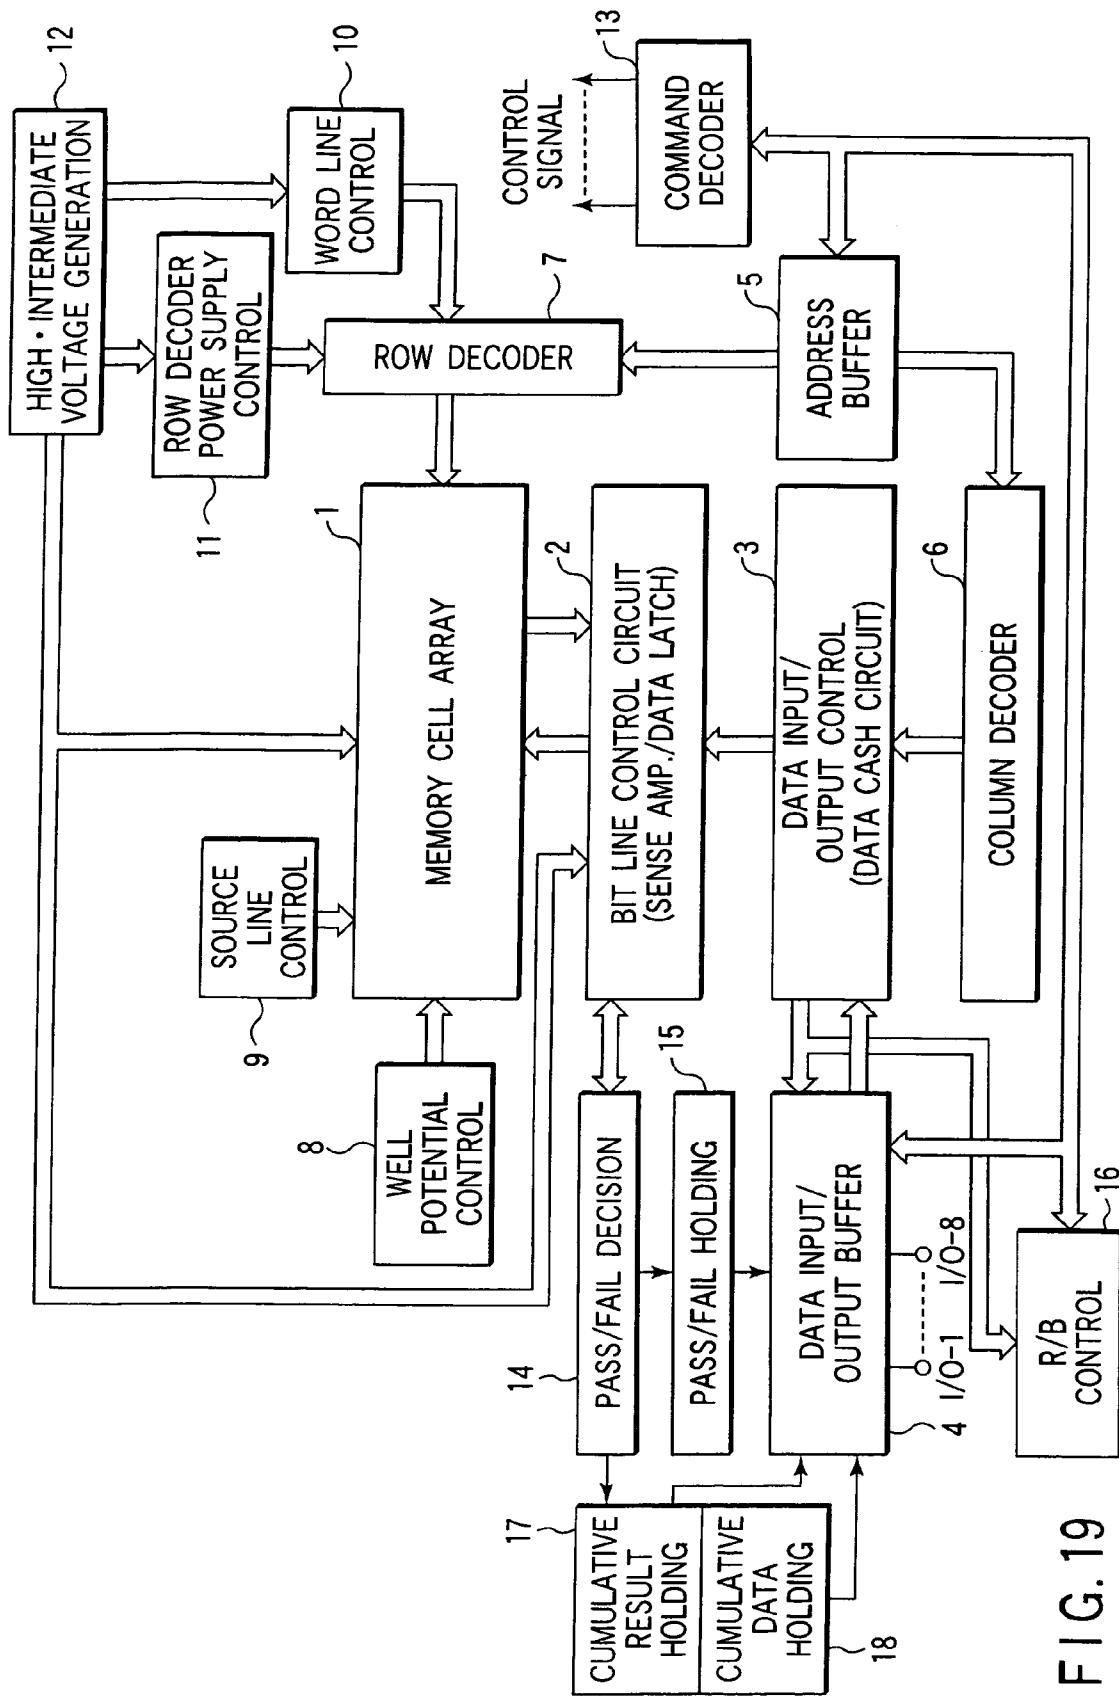 12
HIGH·INTERMEDIATE
VOLTAGE GENERATION
10
WORD LINE
CONTROL
ROW DECODER
POWER SUPPLY
CONTROL
11
7
ROW DECODER
CONTROL
SIGNAL
13
COMMAND
DECODER
5
ADDRESS
BUFFER
1
MEMORY CELL ARRAY
SOURCE
LINE
CONTROL
9
8
WELL
POTENTIAL
CONTROL
2
BIT LINE CONTROL CIRCUIT
(SENSE AMP./DATA LATCH)
3
DATA INPUT/
OUTPUT CONTROL
(DATA CASH CIRCUIT)
6
COLUMN DECODER
14
PASS/FAIL DECISION
15
PASS/FAIL HOLDING
DATA INPUT/
OUTPUT BUFFER
4
I/O-1
I/O-8
16
R/B
CONTROL
17
CUMULATIVE
RESULT
HOLDING
CUMULATIVE
DATA
HOLDING
18
FIG. 19